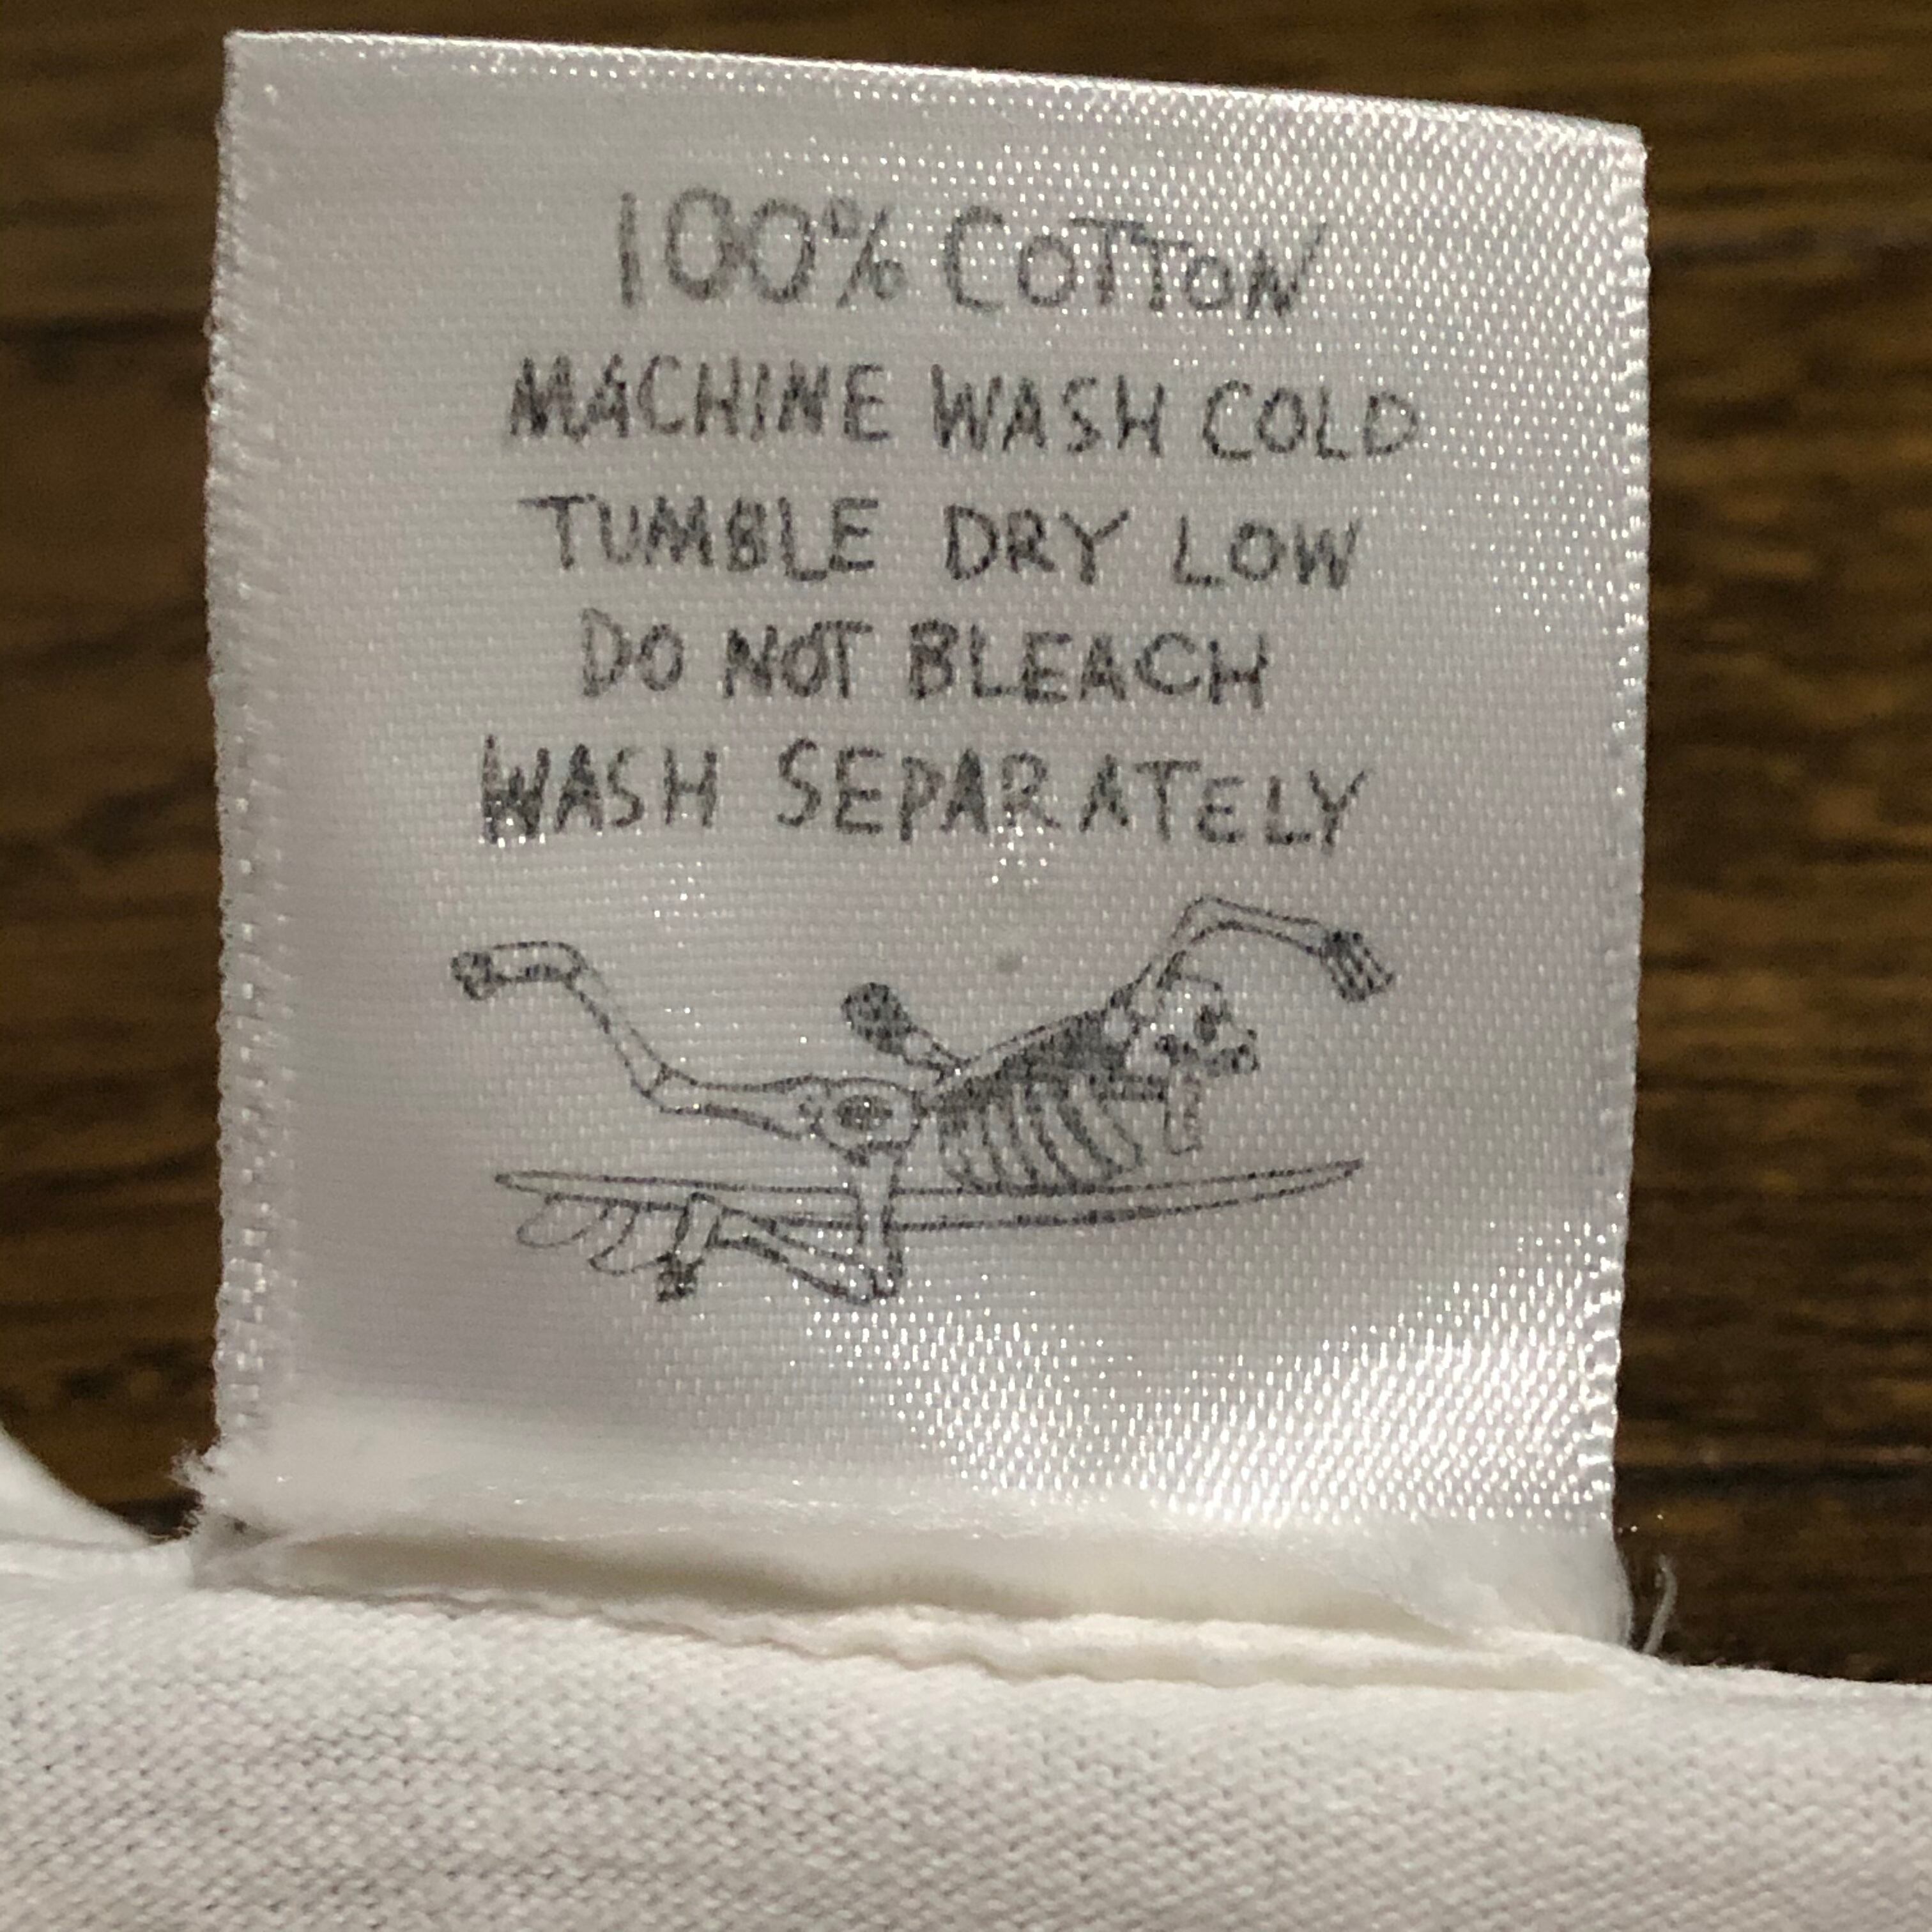 100% COTTON
MACHINE WASH COLD
TUMBLE DRY LOW
DO NOT BLEACH
WASH SEPARATELY